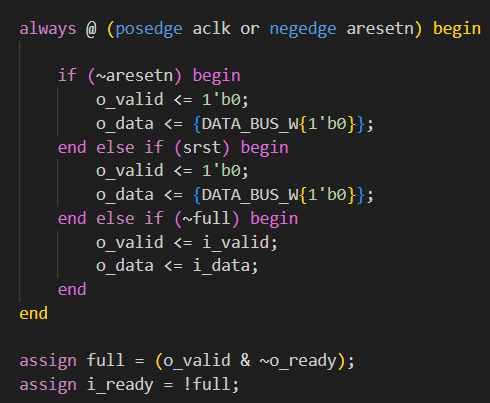 always @ (posedge aclk or negedge aresetn) begin
if (~aresetn) begin
o_valid <= 1'b0;
o_data <= {DATA_BUS_W{1'b0}};
end else if (srst) begin
o_valid <= 1'b0;
o_data <= {DATA_BUS_W{1'b0}};
end else if (~full) begin
o_valid <= i_valid;
o_data <= i_data;
end
end
assign full = (o_valid & ~o_ready);
assign i_ready = !full;